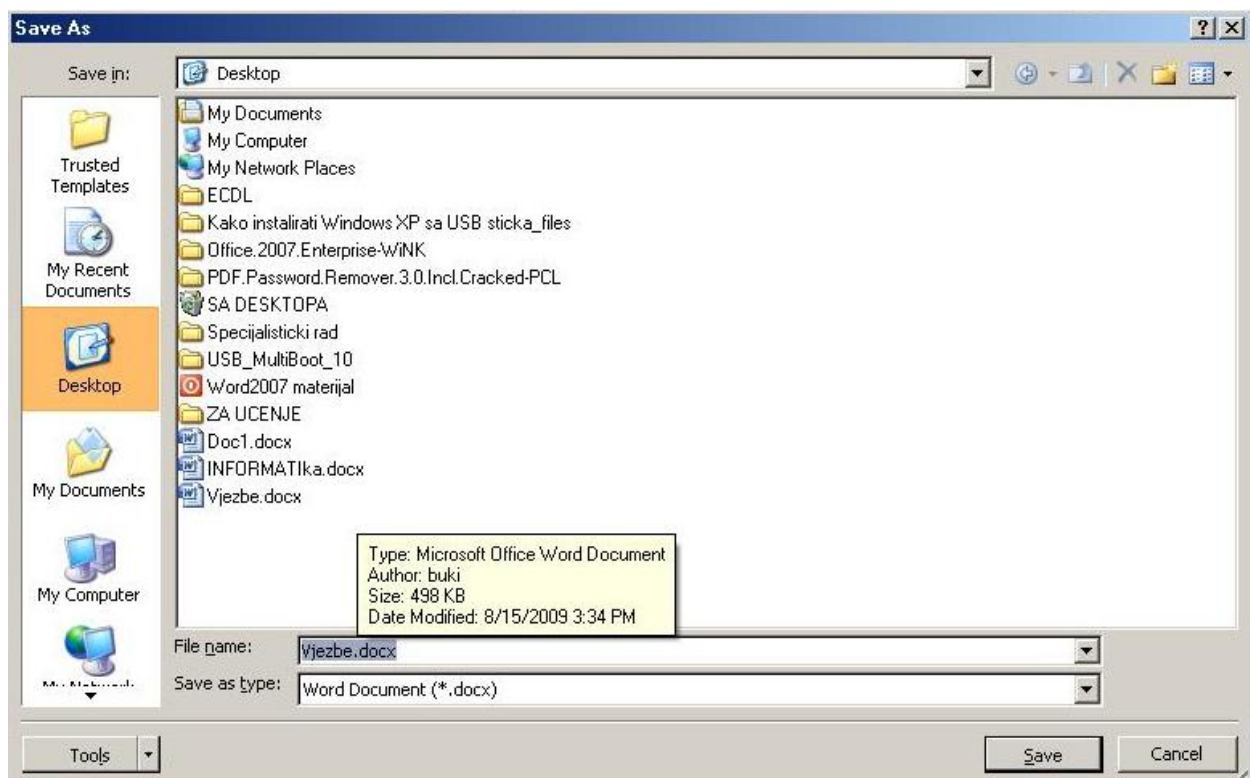 Save As
Save in:
Desktop
Trusted
Templates
My Recent
Documents
Desktop
My Documents
My Computer
My Documents
My Computer
My Network Places
ECDL
Kako instalirati Windows XP sa USB sticka_files
Office.2007.Enterprise-WiNK
PDF.Password.Remover.3.0.Incl.Cracked-PCL
SA DESKTOPA
Specijalisticki rad
USB_MultiBoot_10
Word2007 materijal
ZA UCENJE
Doc1.docx
INFORMATIka.docx
Vjezbe.docx
Type: Microsoft Office Word Document
Author: buki
Size: 498 KB
Date Modified: 8/15/2009 3:34 PM
File name:
Vjezbe.docx
Save as type:
Word Document (*.docx)
Tools
Save
Cancel